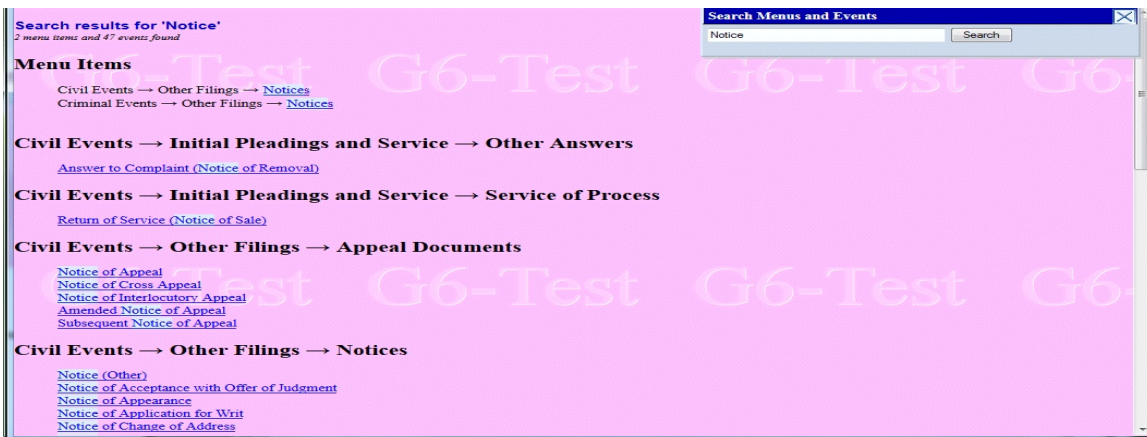 Search results for 'Notice'
2 menu items and 47 events found
Search Menus and Events
Notice
Search
Menu Items
G6-Test G6-Test G6-Test G6-
Civil Events → Other Filings → Notices
Criminal Events → Other Filings → Notices
Civil Events → Initial Pleadings and Service → Other Answers
Answer to Complaint (Notice of Removal)
Civil Events → Initial Pleadings and Service → Service of Process
Return of Service (Notice of Sale)
Civil Events → Other Filings → Appeal Documents
Notice of Appeal
Notice of Cross Appeal
G6-Test G6-Test G6-Test G6-
Notice of Interlocutory Appeal
Amended Notice of Appeal
Subsequent Notice of Appeal
Civil Events → Other Filings → Notices
Notice (Other)
Notice of Acceptance with Offer of Judgment
Notice of Appearance
Notice of Application for Writ
Notice of Change of Address